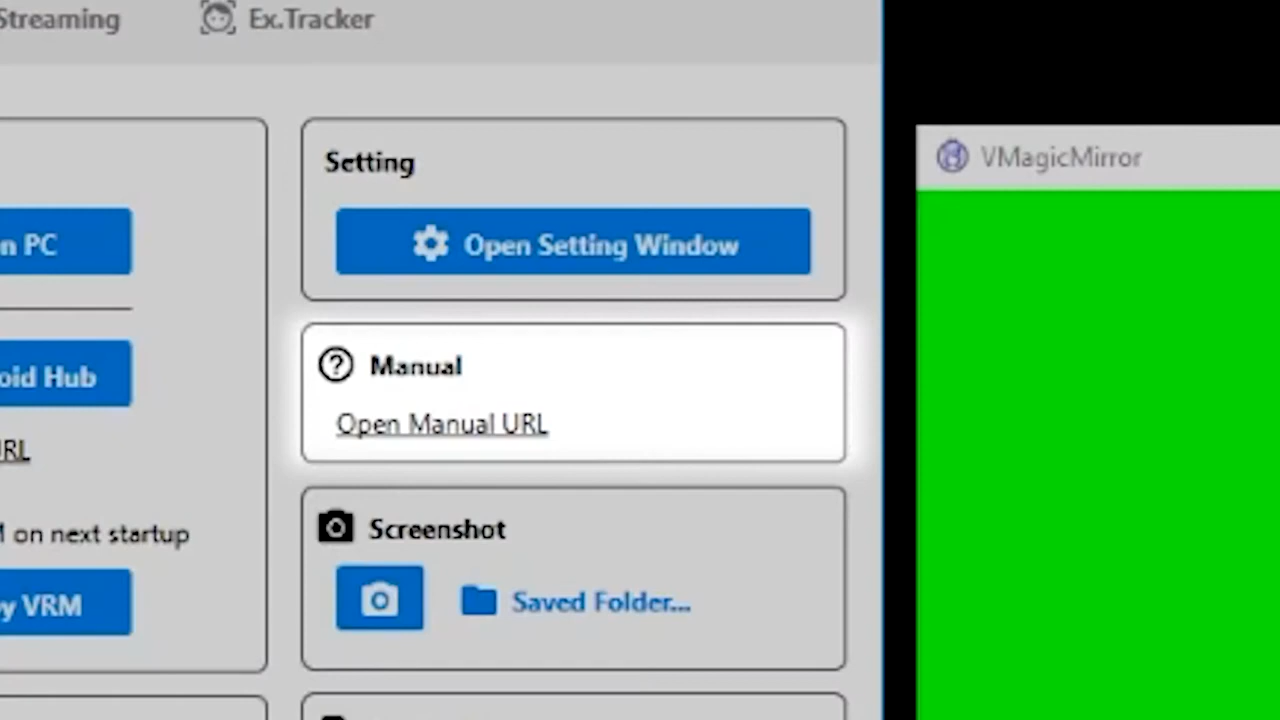 Streaming
Ex.Tracker
Setting
Open Setting Window
n PC
Manual
Open Manual URL
oid Hub
RL
on next startup
Screenshot
Saved Folder...
y VRM
VMagicMirror